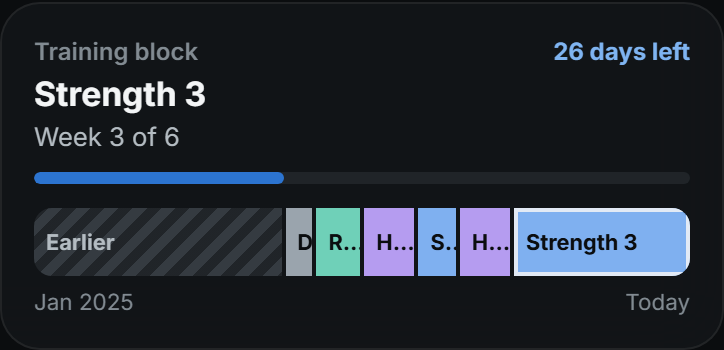 Training block
26 days left
Strength 3
Week 3 of 6
Earlier
D
R...
H...
S..
H...
Strength 3
Jan 2025
Today